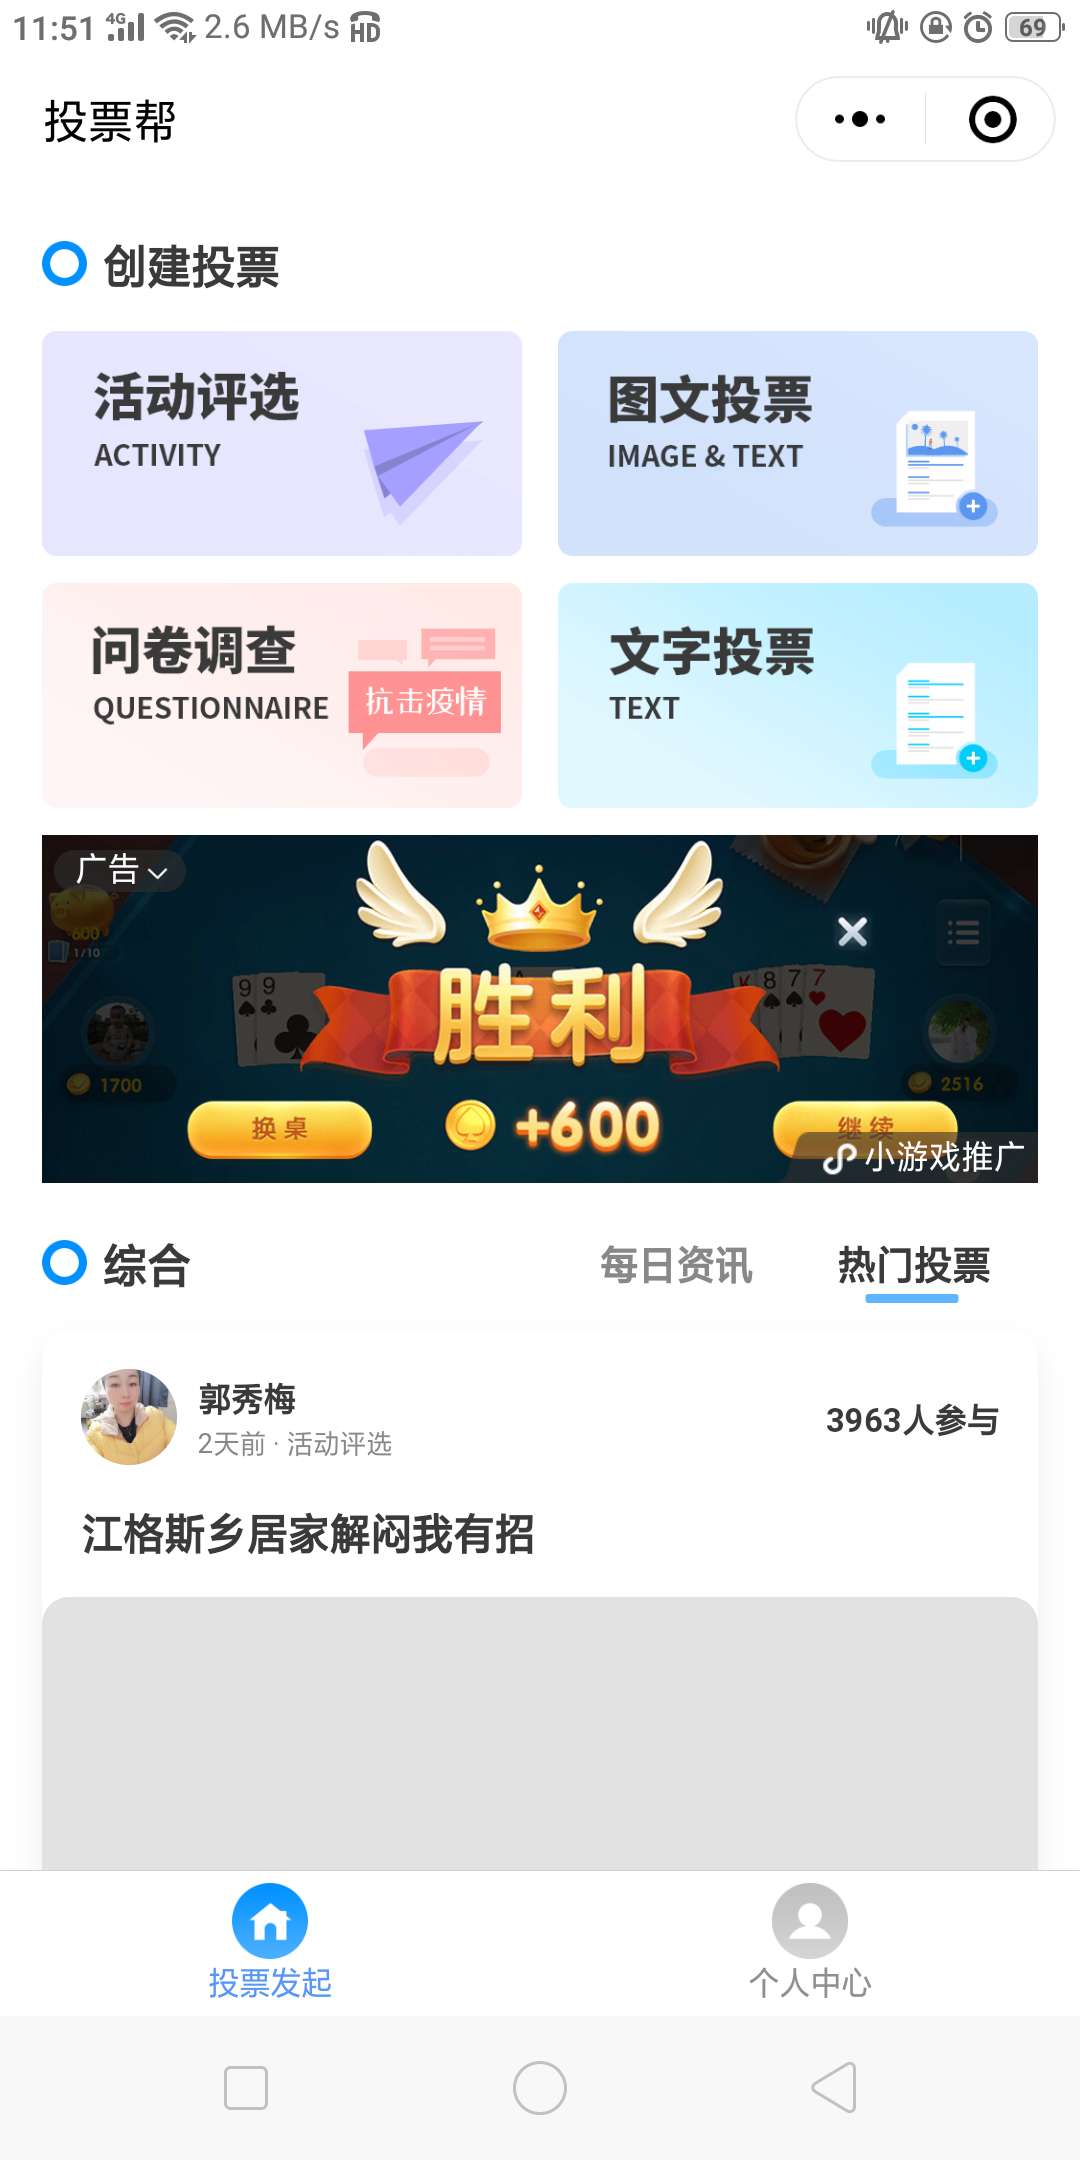 11:51 4G 2.6 MB/s HD 69
投票帮
创建投票
活动评选
ACTIVITY
图文投票
IMAGE & TEXT
问卷调查
QUESTIONNAIRE
抗击疫情
文字投票
TEXT
广告
600
1/10
胜利
9 9
K 8 7 7
1700
2516
换桌
+600
继续
小游戏推广
综合
每日资讯
热门投票
郭秀梅
2天前 · 活动评选
3963人参与
江格斯乡居家解闷我有招
投票发起
个人中心